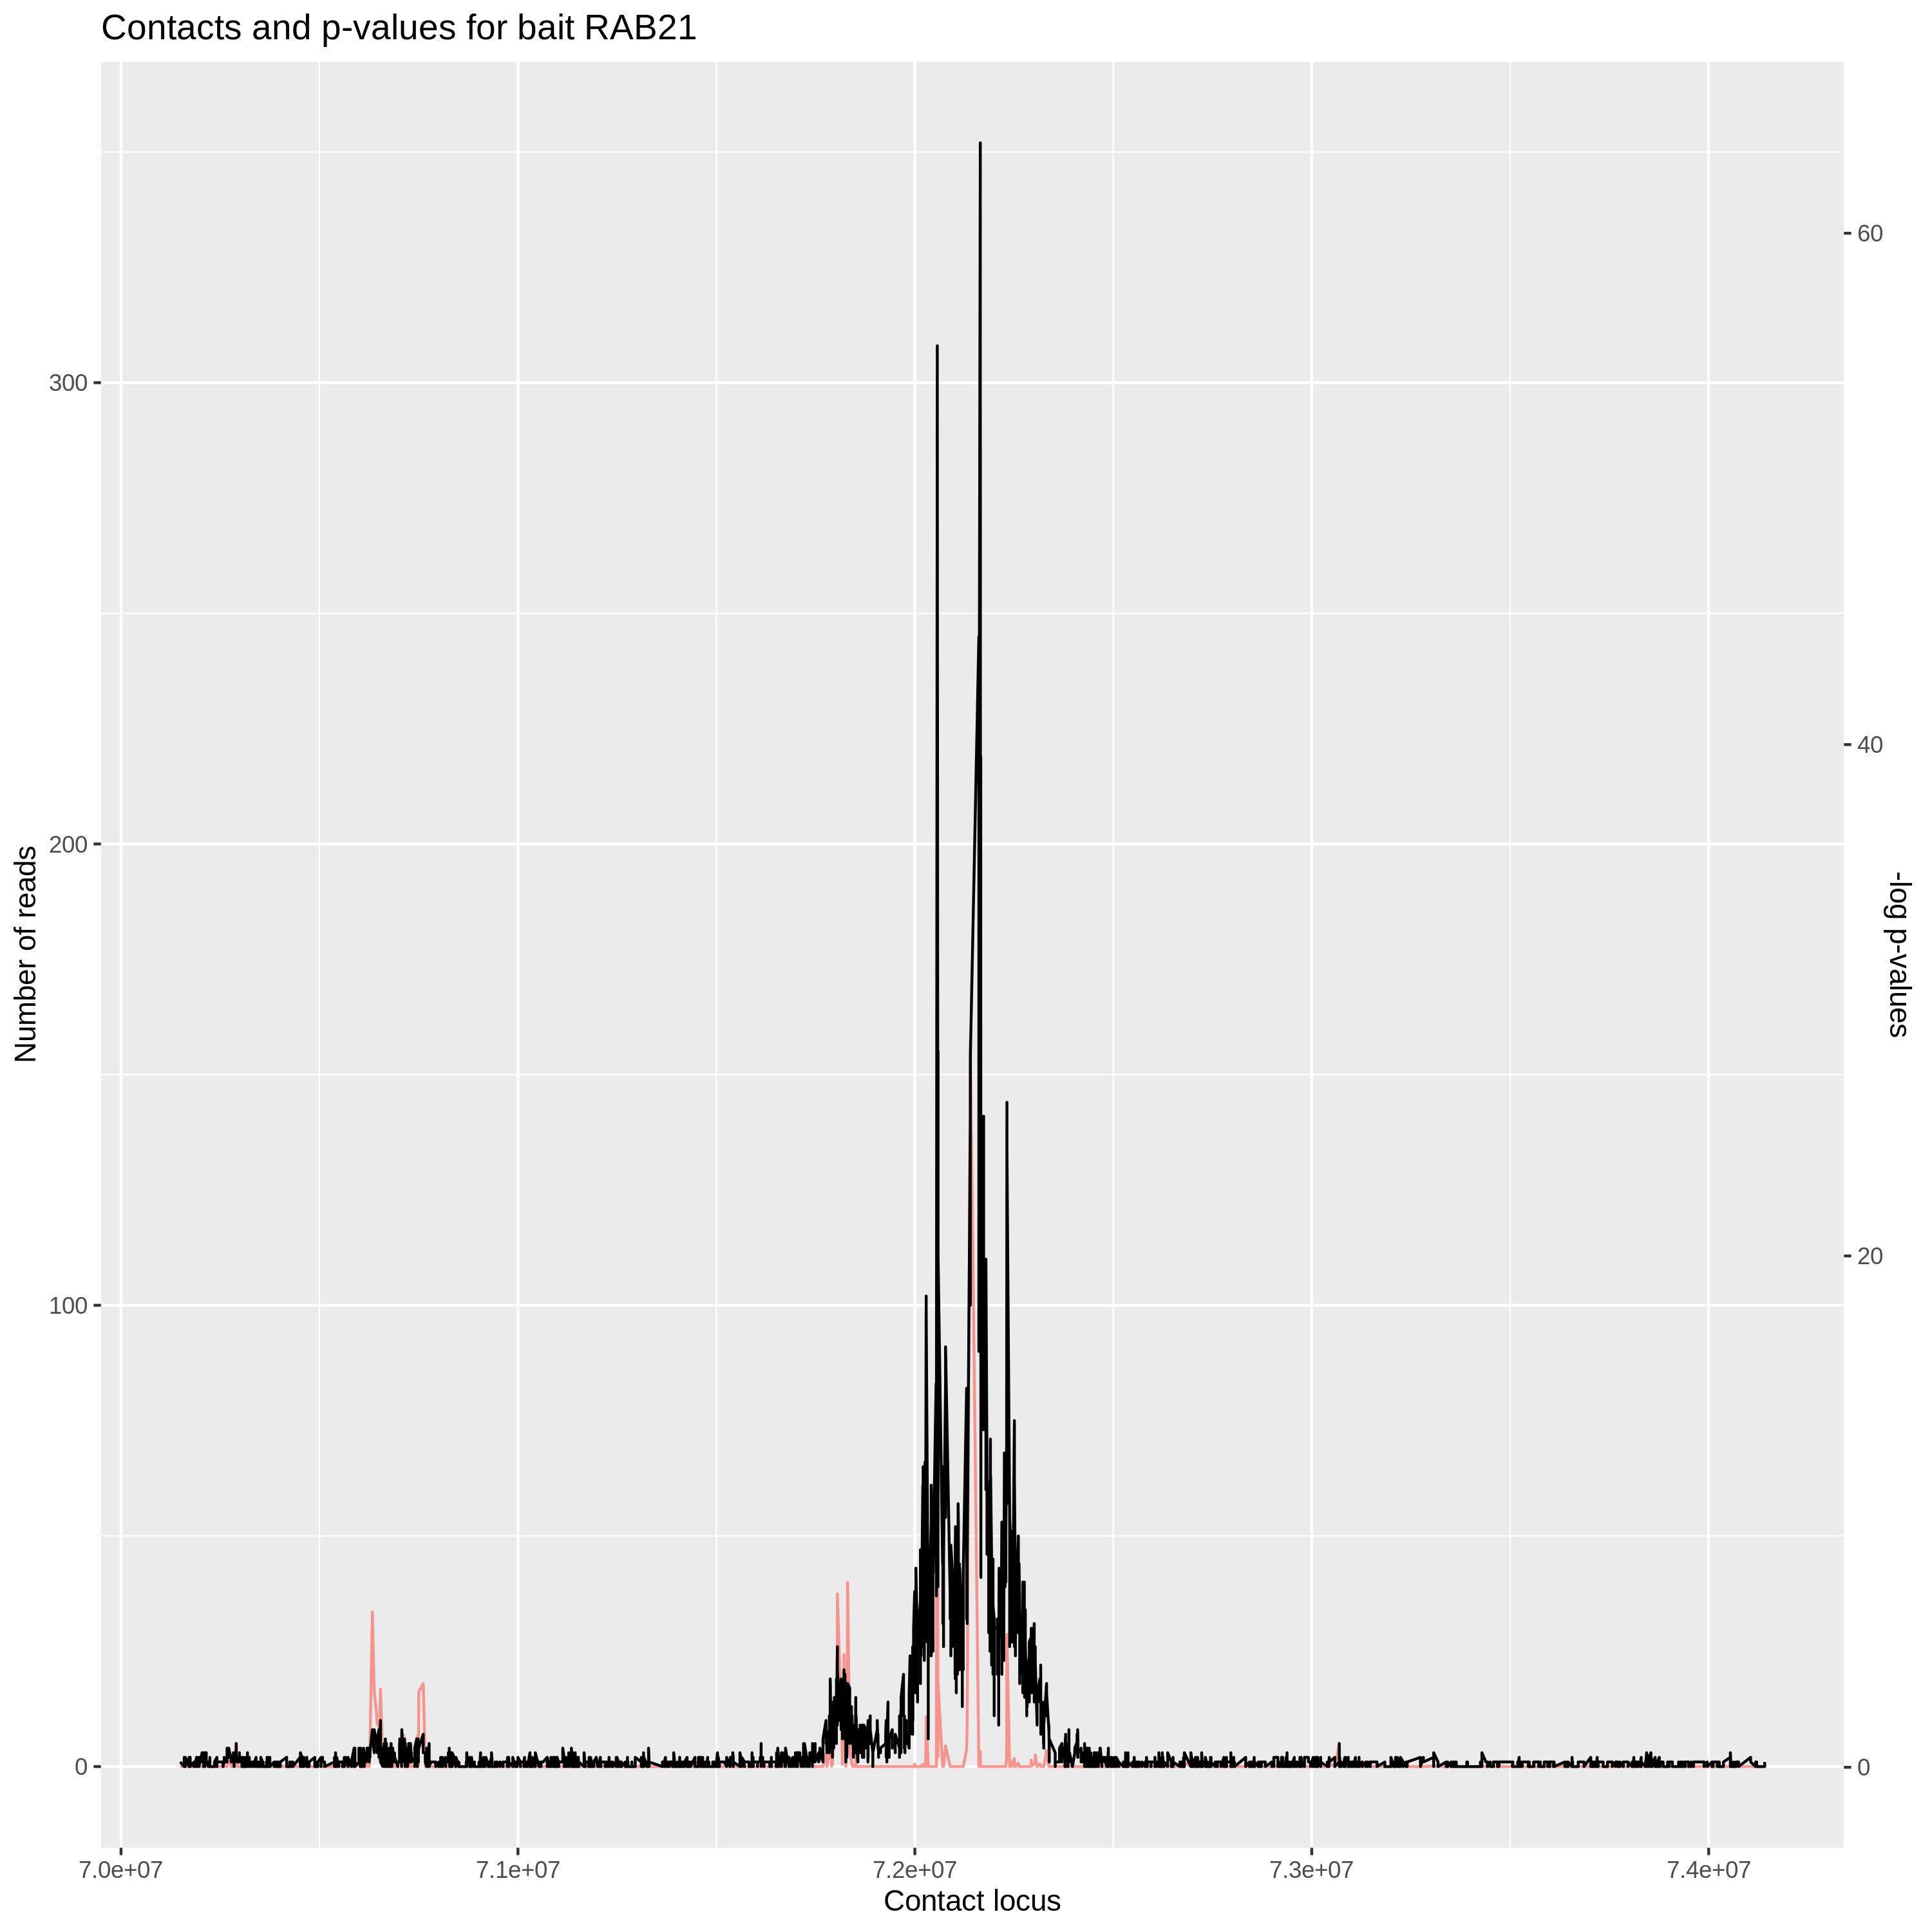 Contacts and p-values for bait RAB21
300
200
100
0
60
40
20
0
Number of reads
-log p-values
7.0e+07
7.1e+07
7.2e+07
7.3e+07
7.4e+07
Contact locus